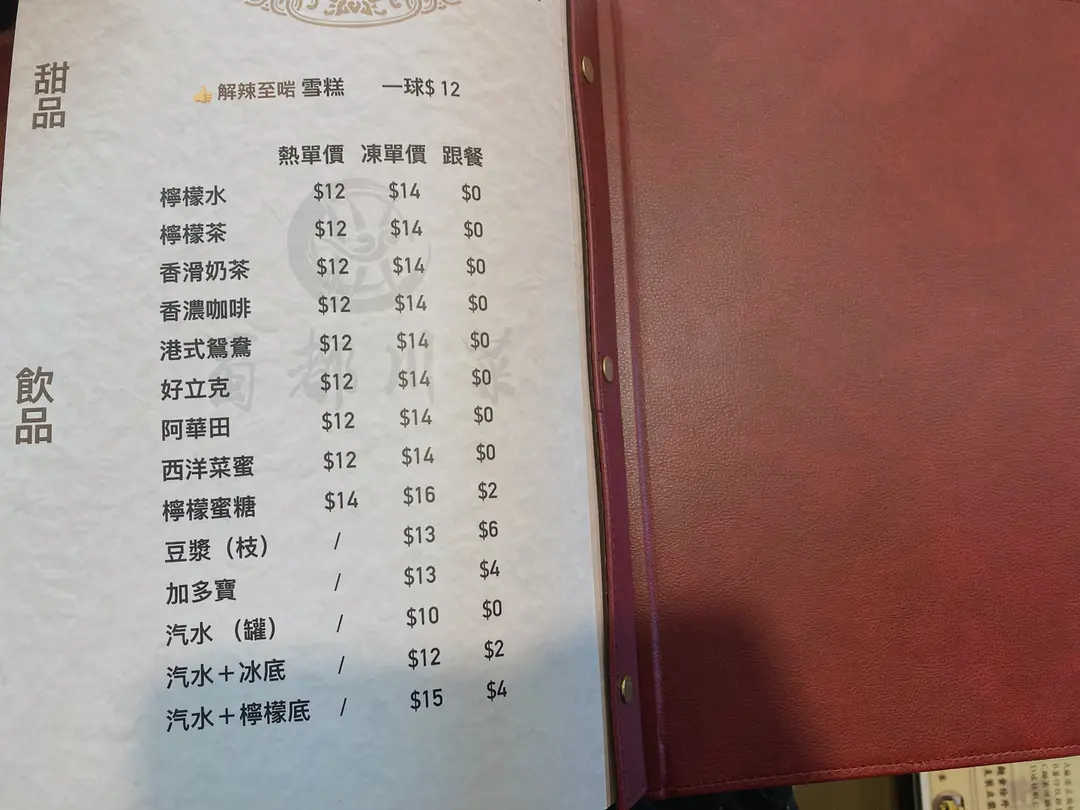 甜品
👍解辣至啱 雪糕 一球$ 12
熱單價 凍單價 跟餐
檸檬水 $12 $14 $0
檸檬茶 $12 $14 $0
香滑奶茶 $12 $14 $0
香濃咖啡 $12 $14 $0
港式鴛鴦 $12 $14 $0
飲品
好立克 $12 $14 $0
阿華田 $12 $14 $0
西洋菜蜜 $12 $14 $0
檸檬蜜糖 $14 $16 $2
豆漿（枝） / $13 $6
加多寶 / $13 $4
汽水（罐） / $10 $0
汽水＋冰底 / $12 $2
汽水＋檸檬底 / $15 $4